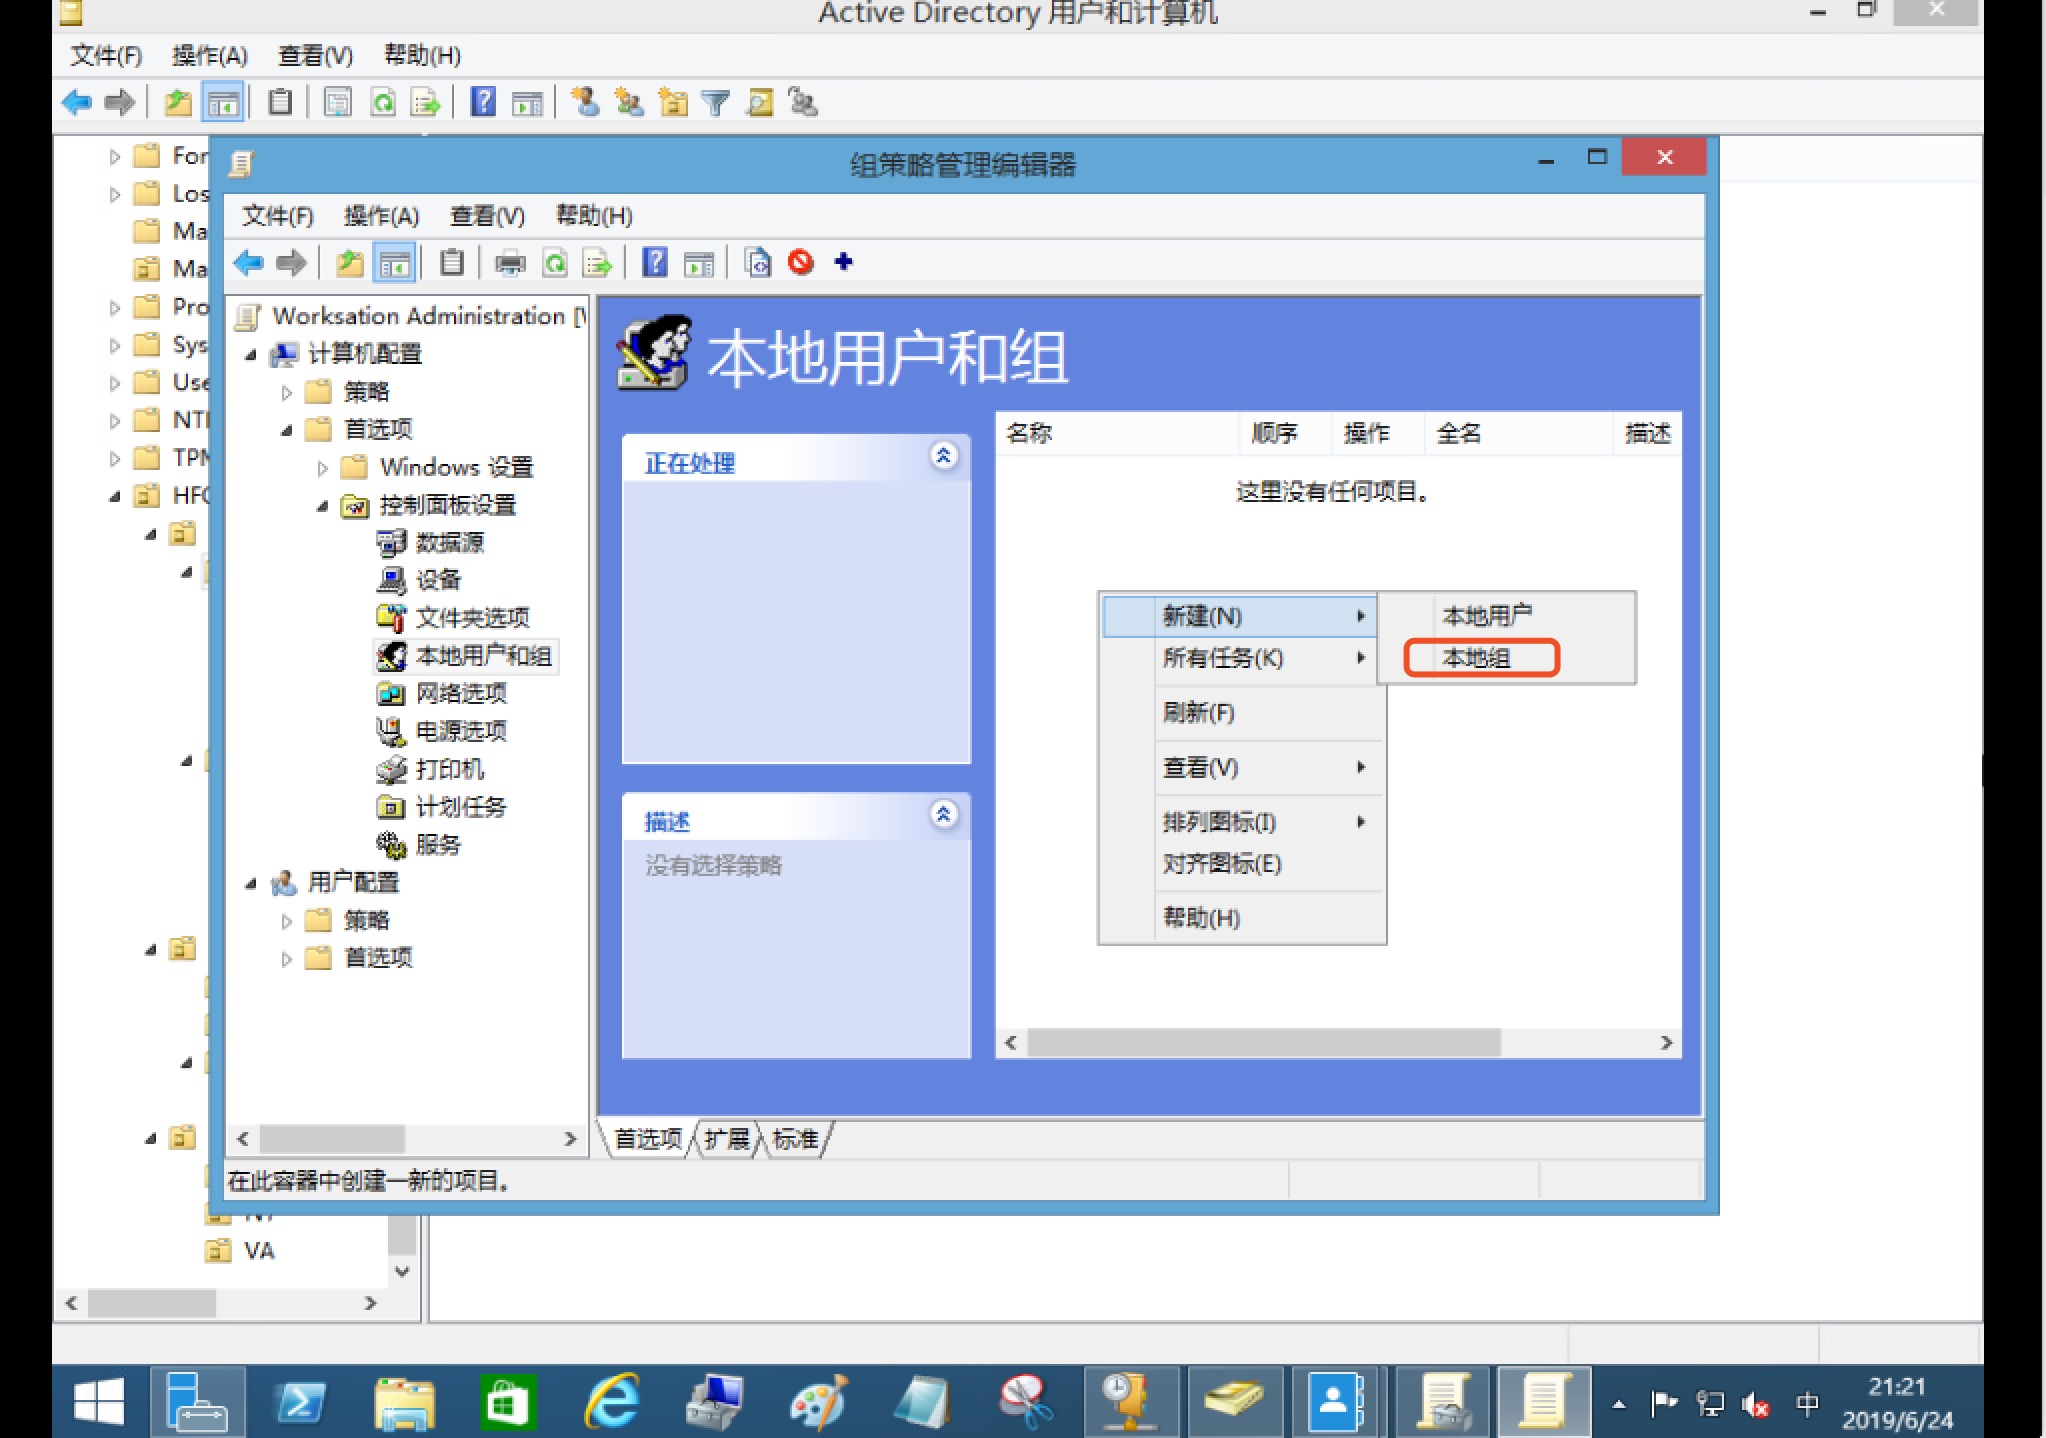 Active Directory 用户和计算机
文件(F) 操作(A) 查看(V) 帮助(H)
For
Los
Ma
Ma
Pro
Sys
Use
NTI
TPM
HFC
VA
组策略管理编辑器
文件(F) 操作(A) 查看(V) 帮助(H)
Worksation Administration [
计算机配置
策略
首选项
Windows 设置
控制面板设置
数据源
设备
文件夹选项
本地用户和组
网络选项
电源选项
打印机
计划任务
服务
用户配置
策略
首选项
本地用户和组
正在处理
描述
没有选择策略
名称 顺序 操作 全名 描述
这里没有任何项目。
新建(N)
所有任务(K)
刷新(F)
查看(V)
排列图标(I)
对齐图标(E)
帮助(H)
本地用户
本地组
首选项 扩展 标准
在此容器中创建一新的项目。
中
21:21
2019/6/24